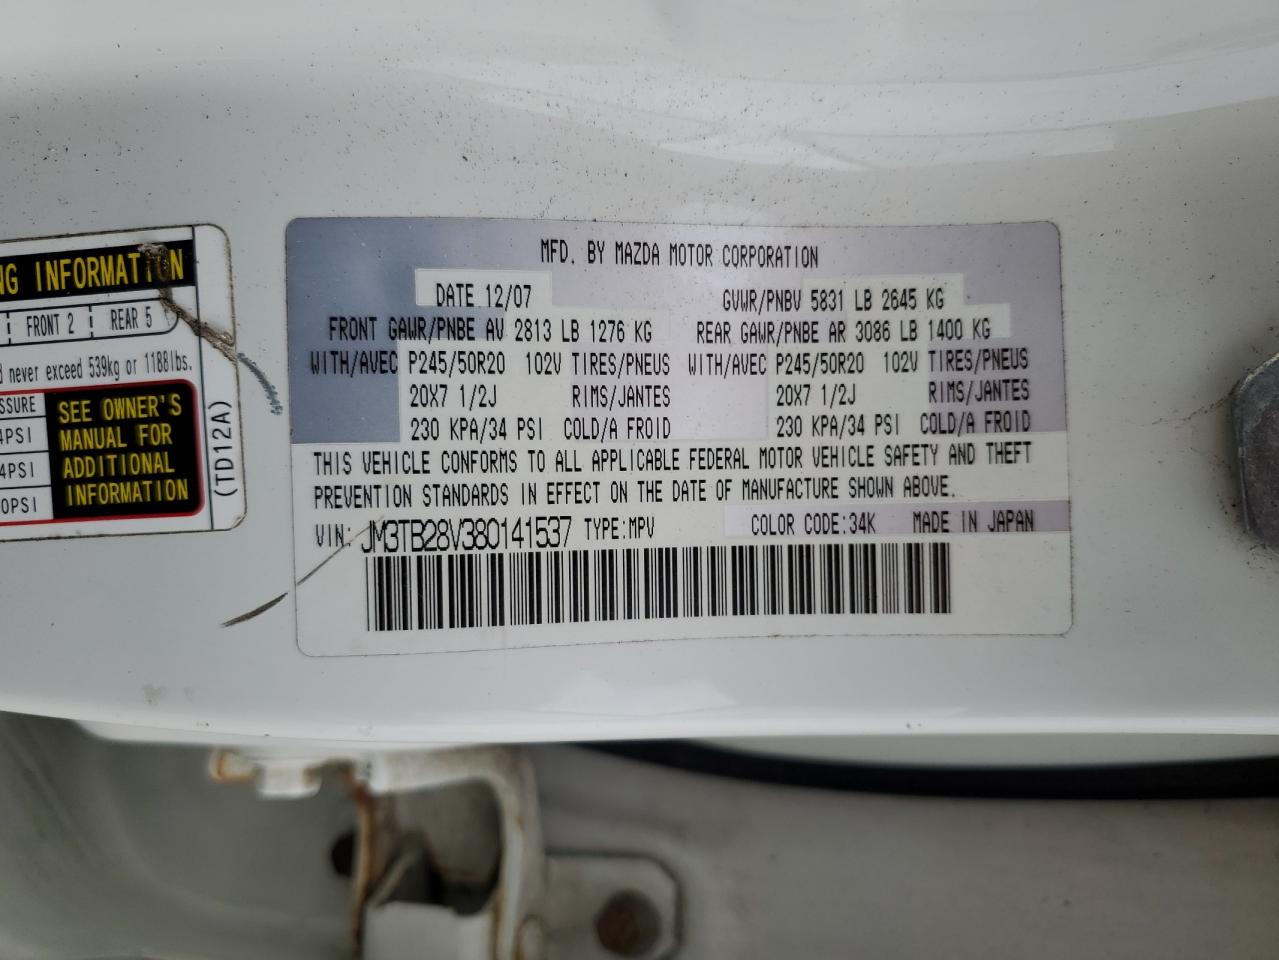 NG INFORMATION
FRONT 2 REAR 5
d never exceed 539kg or 1188lbs.
SSURE
4PSI
4PSI
0PSI
SEE OWNER'S
MANUAL FOR
ADDITIONAL
INFORMATION
(TD12A)
MFD. BY MAZDA MOTOR CORPORATION
DATE 12/07 GVWR/PNBV 5831 LB 2645 KG
FRONT GAWR/PNBE AV 2813 LB 1276 KG REAR GAWR/PNBE AR 3086 LB 1400 KG
WITH/AVEC P245/50R20 102V TIRES/PNEUS WITH/AVEC P245/50R20 102V TIRES/PNEUS
20X7 1/2J RIMS/JANTES 20X7 1/2J RIMS/JANTES
230 KPA/34 PSI COLD/A FROID 230 KPA/34 PSI COLD/A FROID
THIS VEHICLE CONFORMS TO ALL APPLICABLE FEDERAL MOTOR VEHICLE SAFETY AND THEFT
PREVENTION STANDARDS IN EFFECT ON THE DATE OF MANUFACTURE SHOWN ABOVE.
VIN: JM3TB28V380141537 TYPE:MPV COLOR CODE:34K MADE IN JAPAN